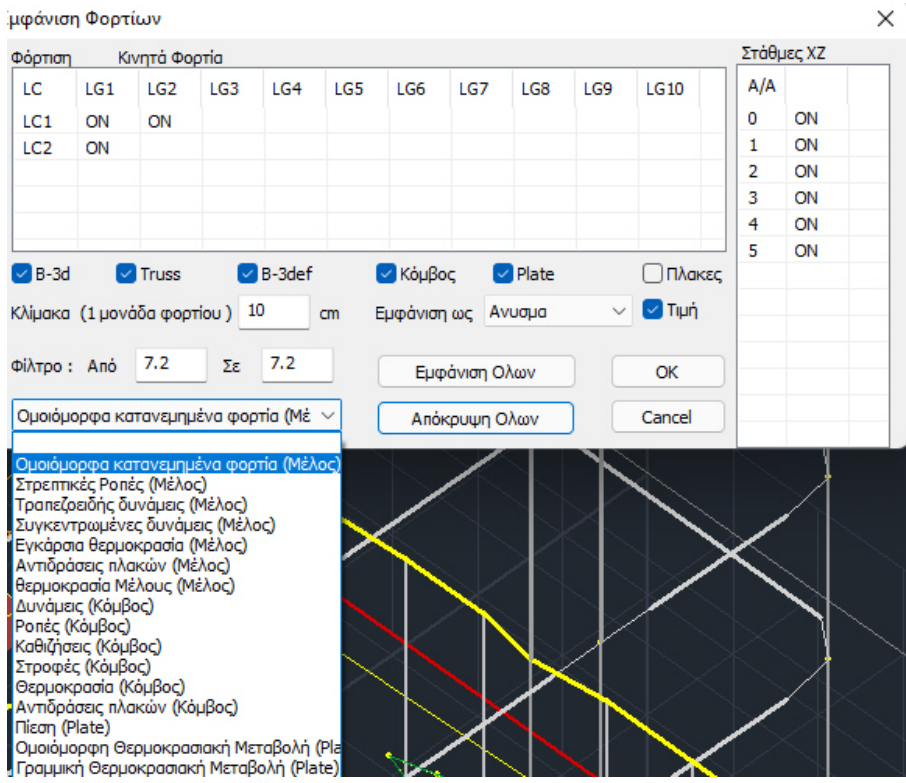 μφάνιση Φορτίων
Φόρτιση Κινητά Φορτία Στάθμες XZ
LC LG1 LG2 LG3 LG4 LG5 LG6 LG7 LG8 LG9 LG10 A/A
LC1 ON ON 0 ON
LC2 ON 1 ON
2 ON
3 ON
4 ON
5 ON
B-3d Truss B-3def Κόμβος Plate Πλακες
Κλίμακα (1 μονάδα φορτίου ) 10 cm Εμφάνιση ως Ανυσμα Τιμή
Φίλτρο : Από 7.2 Σε 7.2 Εμφάνιση Ολων OK
Ομοιόμορφα κατανεμημένα φορτία (Μέ Απόκρυψη Ολων Cancel
Ομοιόμορφα κατανεμημένα φορτία (Μέλος)
Στρεπτικές Ροπές (Μέλος)
Τραπεζοειδής δυνάμεις (Μέλος)
Συγκεντρωμένες δυνάμεις (Μέλος)
Εγκάρσια θερμοκρασία (Μέλος)
Αντιδράσεις πλακών (Μέλος)
θερμοκρασία Μέλους (Μέλος)
Δυνάμεις (Κόμβος)
Ροπές (Κόμβος)
Καθιζήσεις (Κόμβος)
Στροφές (Κόμβος)
Θερμοκρασία (Κόμβος)
Αντιδράσεις πλακών (Κόμβος)
Πίεση (Plate)
Ομοιόμορφη Θερμοκρασιακή Μεταβολή (Pla
Γραμμική Θερμοκρασιακή Μεταβολή (Plate)